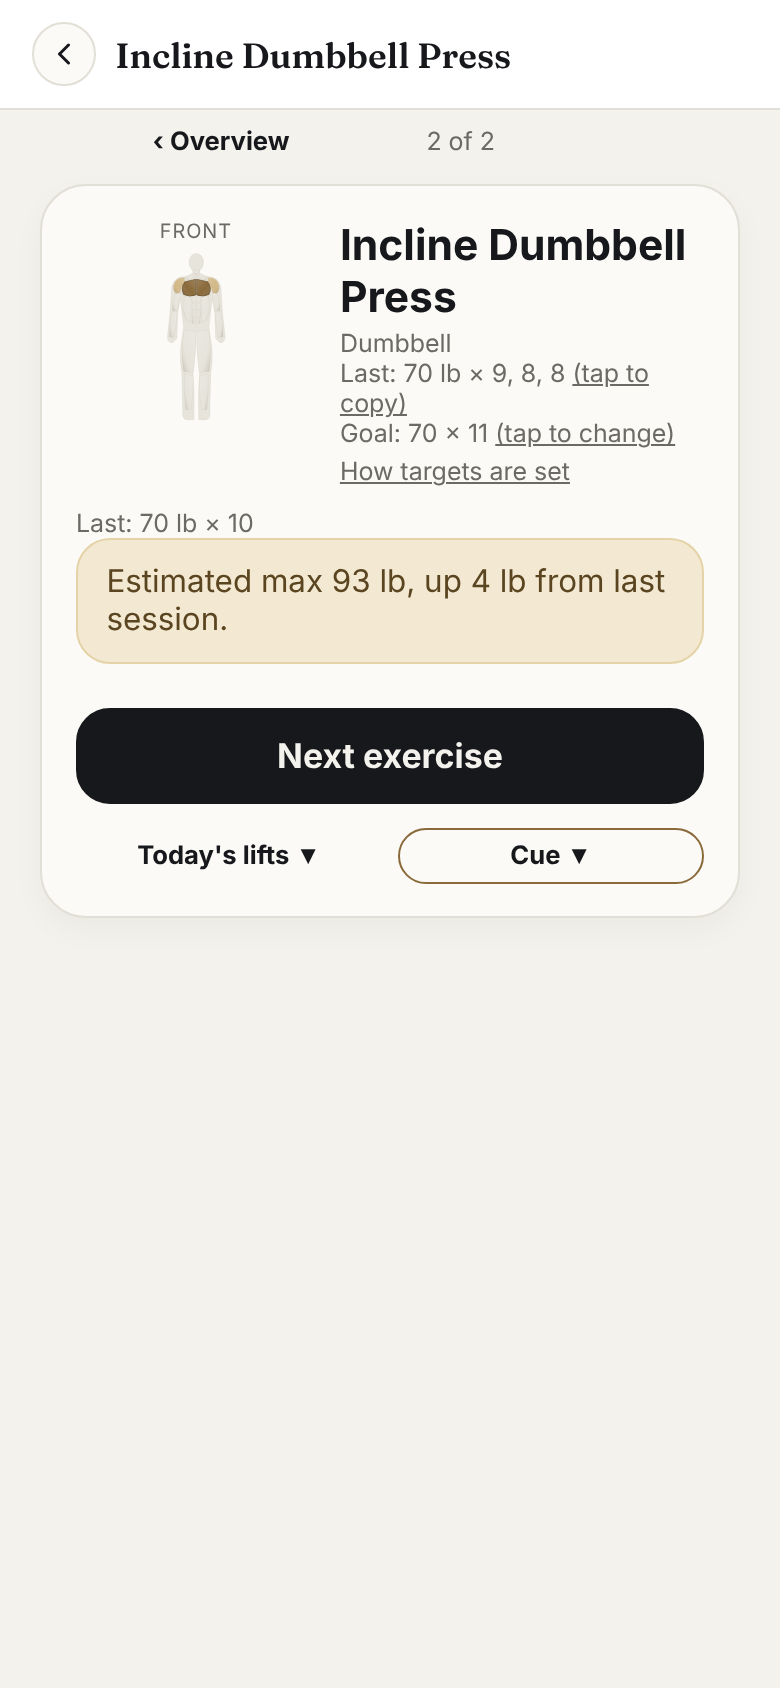 Incline Dumbbell Press
‹ Overview
2 of 2
FRONT
Incline Dumbbell
Press
Dumbbell
Last: 70 lb × 9, 8, 8 (tap to
copy)
Goal: 70 × 11 (tap to change)
How targets are set
Last: 70 lb × 10
Estimated max 93 lb, up 4 lb from last
session.
Next exercise
Today's lifts ▼
Cue ▼